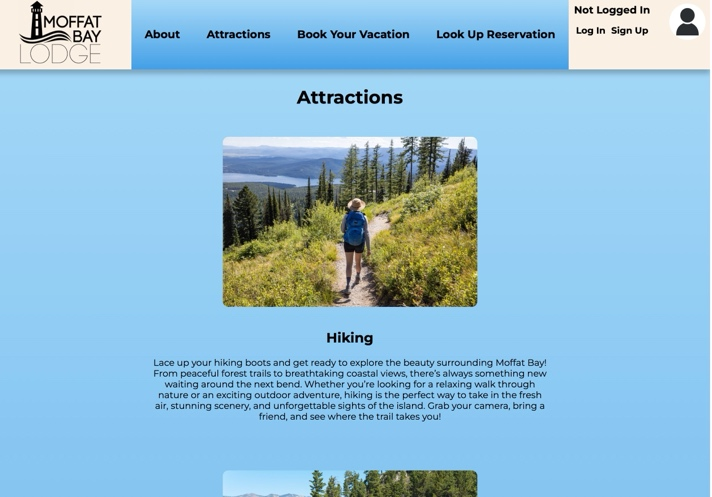 MOFFAT
BAY
LODGE
About Attractions Book Your Vacation Look Up Reservation
Not Logged In
Log In Sign Up
Attractions
Hiking
Lace up your hiking boots and get ready to explore the beauty surrounding Moffat Bay!
From peaceful forest trails to breathtaking coastal views, there’s always something new
waiting around the next bend. Whether you’re looking for a relaxing walk through
nature or an exciting outdoor adventure, hiking is the perfect way to take in the fresh
air, stunning scenery, and unforgettable sights of the island. Grab your camera, bring a
friend, and see where the trail takes you!